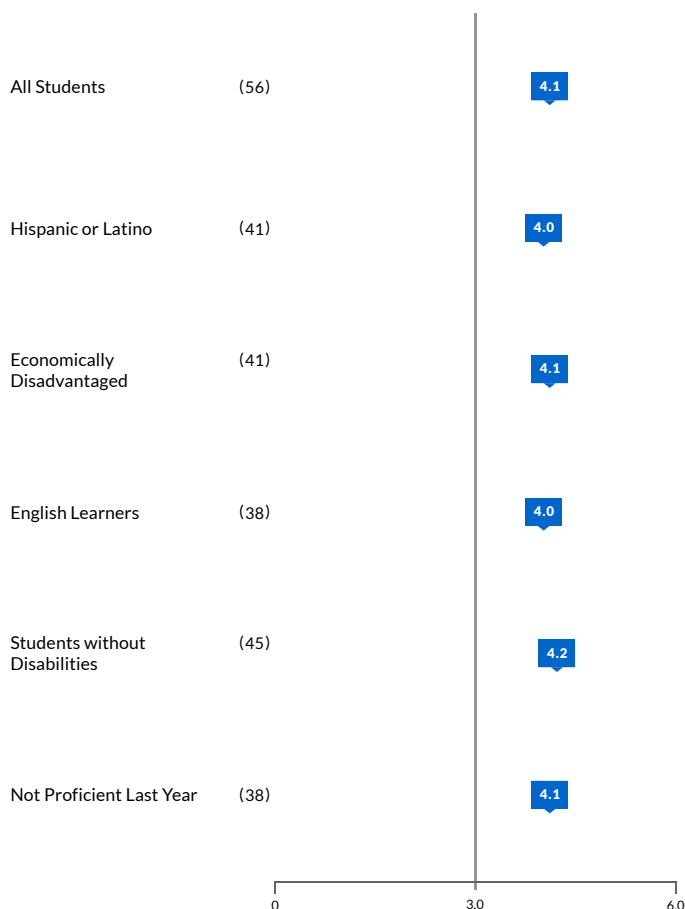 All Students (56) 4.1
Hispanic or Latino (41) 4.0
Economically (41) 4.1
Disadvantaged
English Learners (38) 4.0
Students without (45) 4.2
Disabilities
Not Proficient Last Year (38) 4.1
0 3.0 6.0